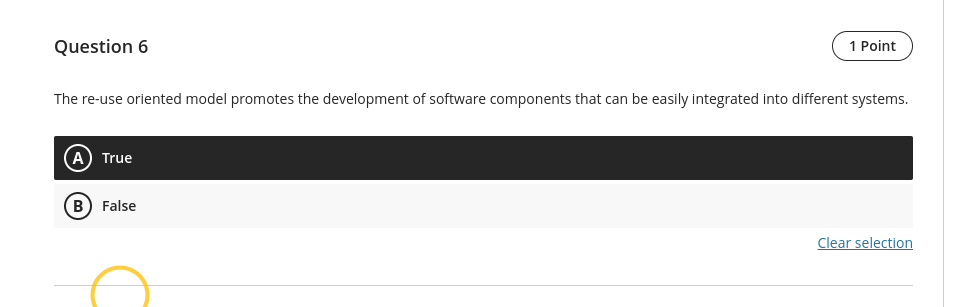 Question 6
1 Point
The re-use oriented model promotes the development of software components that can be easily integrated into different systems.
A True
B False
Clear selection